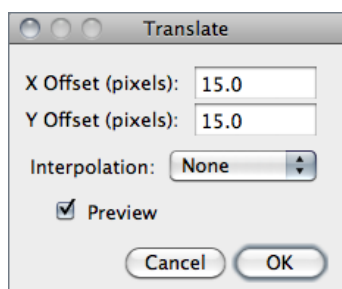 Translate
X Offset (pixels): 15.0
Y Offset (pixels): 15.0
Interpolation: None
Preview
Cancel OK